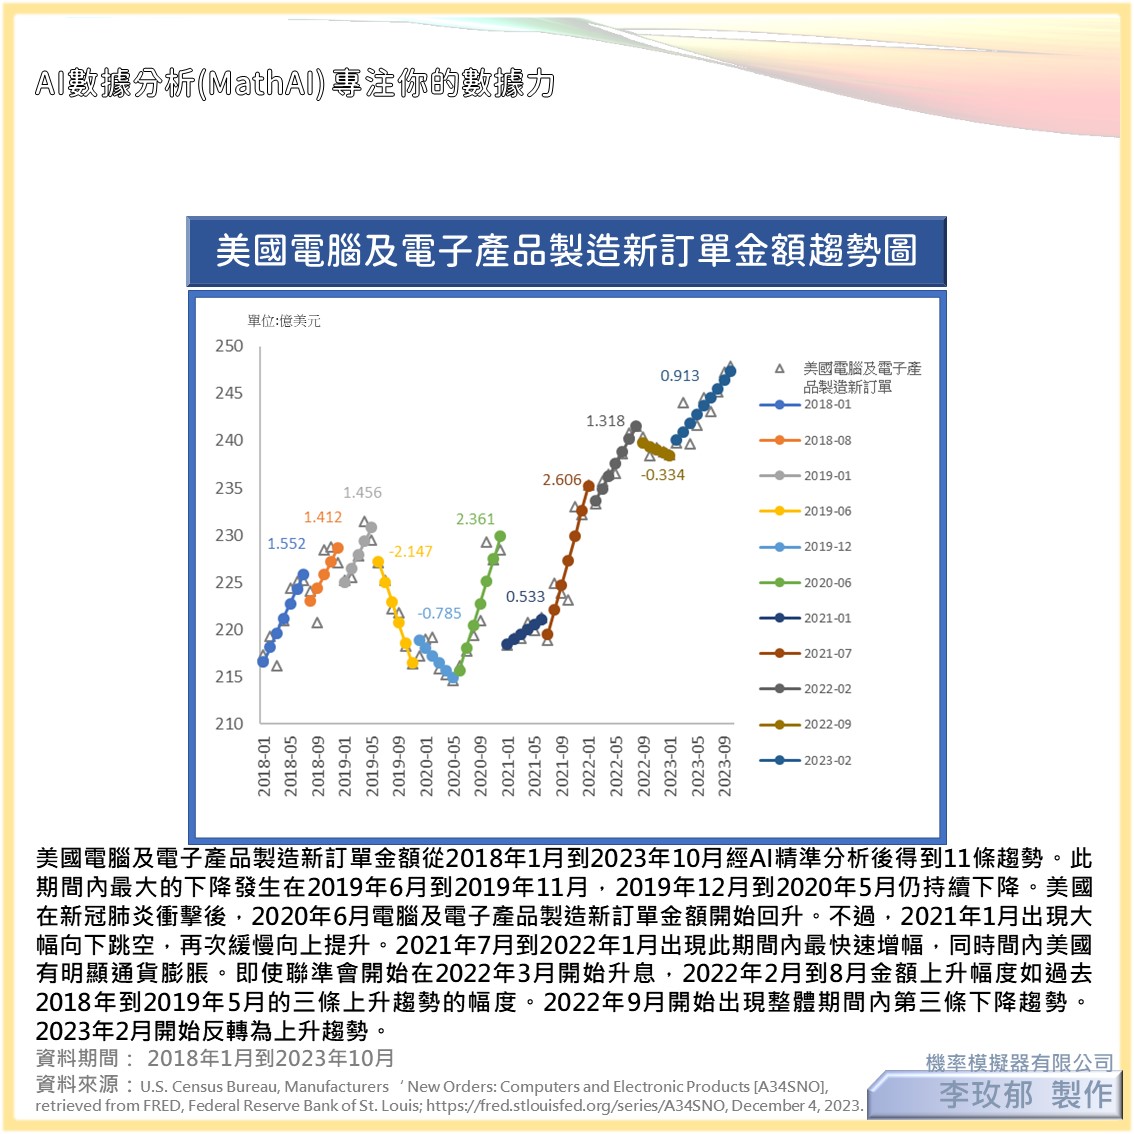 AI數據分析(MathAI) 專注你的數據力
美國電腦及電子產品製造新訂單金額趨勢圖
單位:億美元
250
245
240
235
230
225
220
215
210
1.552
1.412
1.456
-2.147
-0.785
2.361
0.533
2.606
1.318
-0.334
0.913
2018-01
2018-05
2018-09
2019-01
2019-05
2019-09
2020-01
2020-05
2020-09
2021-01
2021-05
2021-09
2022-01
2022-05
2022-09
2023-01
2023-05
2023-09
美國電腦及電子產
品製造新訂單
2018-01
2018-08
2019-01
2019-06
2019-12
2020-06
2021-01
2021-07
2022-02
2022-09
2023-02
美國電腦及電子產品製造新訂單金額從2018年1月到2023年10月經AI精準分析後得到11條趨勢。此
期間內最大的下降發生在2019年6月到2019年11月，2019年12月到2020年5月仍持續下降。美國
在新冠肺炎衝擊後，2020年6月電腦及電子產品製造新訂單金額開始回升。不過，2021年1月出現大
幅向下跳空，再次緩慢向上提升。2021年7月到2022年1月出現此期間內最快速增幅，同時間內美國
有明顯通貨膨脹。即使聯準會開始在2022年3月開始升息，2022年2月到8月金額上升幅度如過去
2018年到2019年5月的三條上升趨勢的幅度。2022年9月開始出現整體期間內第三條下降趨勢。
2023年2月開始反轉為上升趨勢。
資料期間： 2018年1月到2023年10月
資料來源：U.S. Census Bureau, Manufacturers‘ New Orders: Computers and Electronic Products [A34SNO],
retrieved from FRED, Federal Reserve Bank of St. Louis; https://fred.stlouisfed.org/series/A34SNO, December 4, 2023.
機率模擬器有限公司
李玫郁 製作